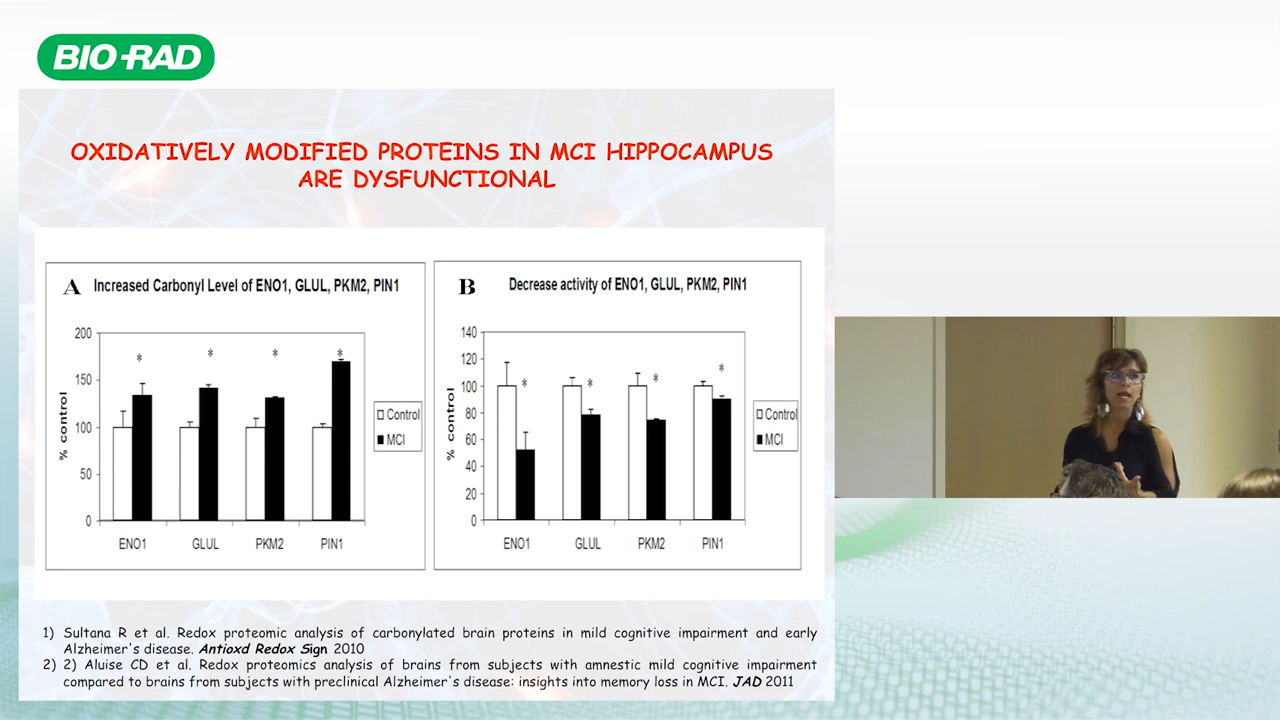 BIO-RAD
OXIDATIVELY MODIFIED PROTEINS IN MCI HIPPOCAMPUS
ARE DYSFUNCTIONAL
A Increased Carbonyl Level of ENO1, GLUL, PKM2, PIN1
200
150
100
50
0
% control
* * * *
Control
MCI
ENO1 GLUL PKM2 PIN1
B Decrease activity of ENO1, GLUL, PKM2, PIN1
140
120
100
80
60
40
20
0
% control
* * * *
Control
MCI
ENO1 GLUL PKM2 PIN1
1) Sultana R et al. Redox proteomic analysis of carbonylated brain proteins in mild cognitive impairment and early
Alzheimer's disease. Antioxd Redox Sign 2010
2) 2) Aluise CD et al. Redox proteomics analysis of brains from subjects with amnestic mild cognitive impairment
compared to brains from subjects with preclinical Alzheimer's disease: insights into memory loss in MCI. JAD 2011